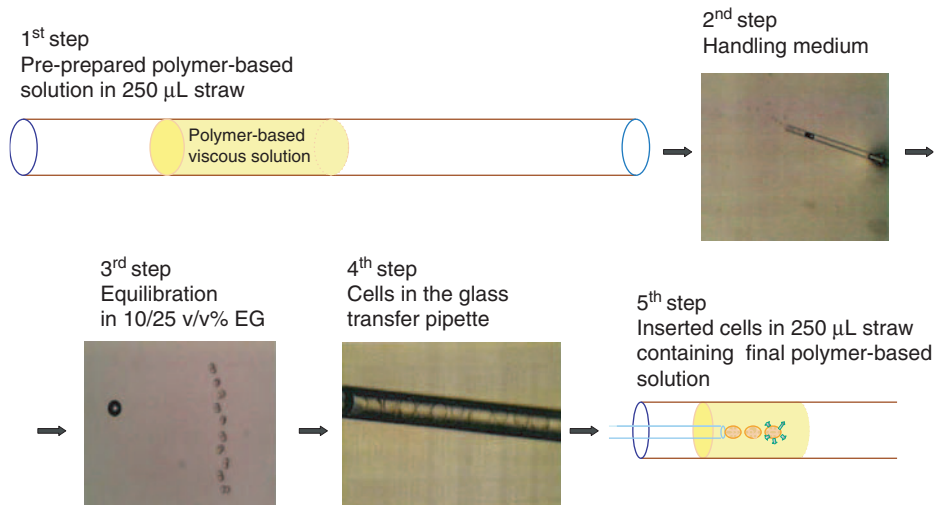 1st step
Pre-prepared polymer-based
solution in 250 μL straw
Polymer-based
viscous solution
2nd step
Handling medium
3rd step
Equilibration
in 10/25 v/v% EG
4th step
Cells in the glass
transfer pipette
5th step
Inserted cells in 250 μL straw
containing final polymer-based
solution